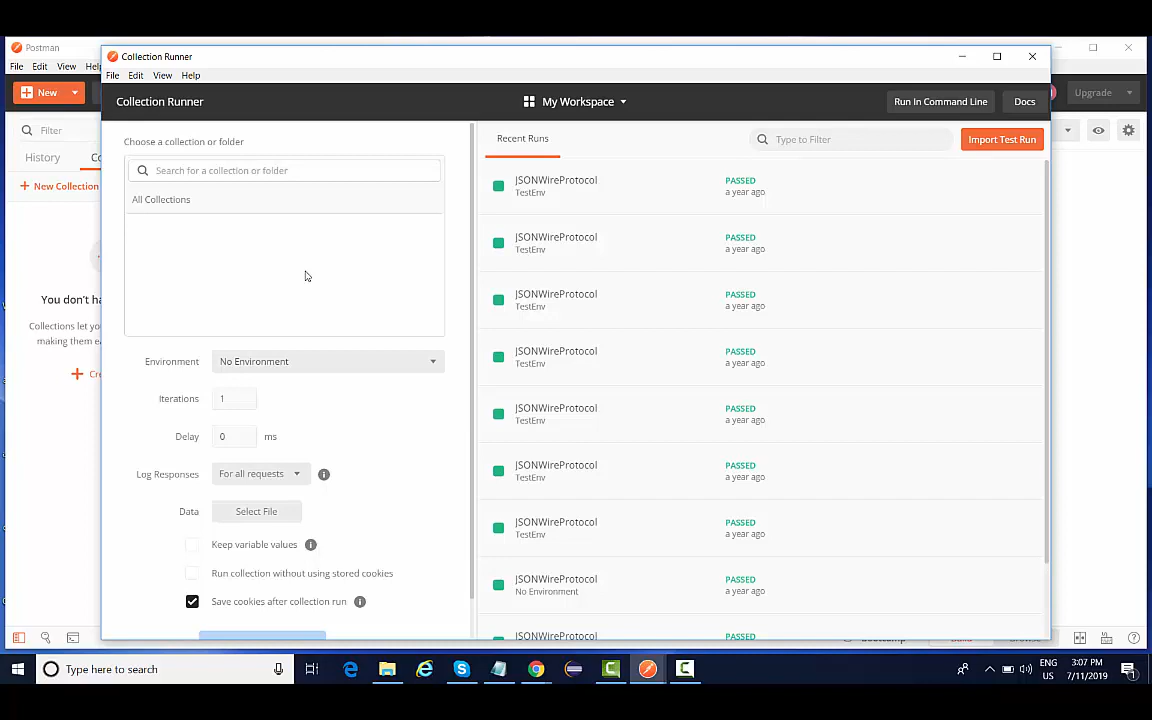 Postman
File Edit View Help
New
Upgrade
Filter
History
New Collection
You don't ha
Collections let you
making them ea
Collection Runner
File Edit View Help
Collection Runner
My Workspace
Run In Command Line
Docs
Choose a collection or folder
Search for a collection or folder
All Collections
Environment No Environment
Iterations 1
Delay 0 ms
Log Responses For all requests
Data Select File
Keep variable values
Run collection without using stored cookies
Save cookies after collection run
Recent Runs
Type to Filter
Import Test Run
JSONWireProtocol PASSED
TestEnv a year ago
JSONWireProtocol PASSED
TestEnv a year ago
JSONWireProtocol PASSED
TestEnv a year ago
JSONWireProtocol PASSED
TestEnv a year ago
JSONWireProtocol PASSED
TestEnv a year ago
JSONWireProtocol PASSED
TestEnv a year ago
JSONWireProtocol PASSED
TestEnv a year ago
JSONWireProtocol PASSED
No Environment a year ago
JSONWireProtocol PASSED
Type here to search
ENG
US
3:07 PM
7/11/2019